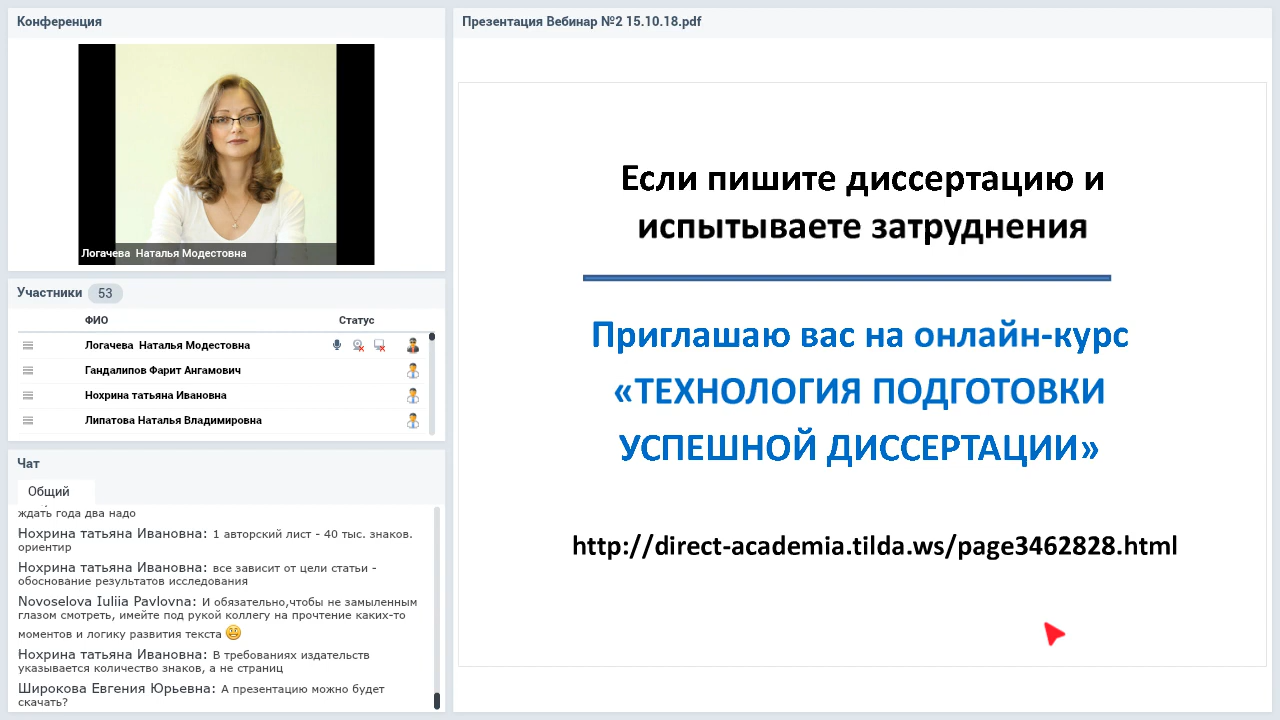 Конференция
Логачева Наталья Модестовна
Участники 53
ФИО Статус
Логачева Наталья Модестовна
Гандалипов Фарит Ангамович
Нохрина татьяна Ивановна
Липатова Наталья Владимировна
Чат
Общий
ждать года два надо
Нохрина татьяна Ивановна: 1 авторский лист - 40 тыс. знаков.
ориентир
Нохрина татьяна Ивановна: все зависит от цели статьи -
обоснование результатов исследования
Novoselova Iuliia Pavlovna: И обязательно,чтобы не замыленным
глазом смотреть, имейте под рукой коллегу на прочтение каких-то
моментов и логику развития текста
Нохрина татьяна Ивановна: В требованиях издательств
указывается количество знаков, а не страниц
Широкова Евгения Юрьевна: А презентацию можно будет
скачать?
Презентация Вебинар №2 15.10.18.pdf
Если пишите диссертацию и
испытываете затруднения
Приглашаю вас на онлайн-курс
«ТЕХНОЛОГИЯ ПОДГОТОВКИ
УСПЕШНОЙ ДИССЕРТАЦИИ»
http://direct-academia.tilda.ws/page3462828.html